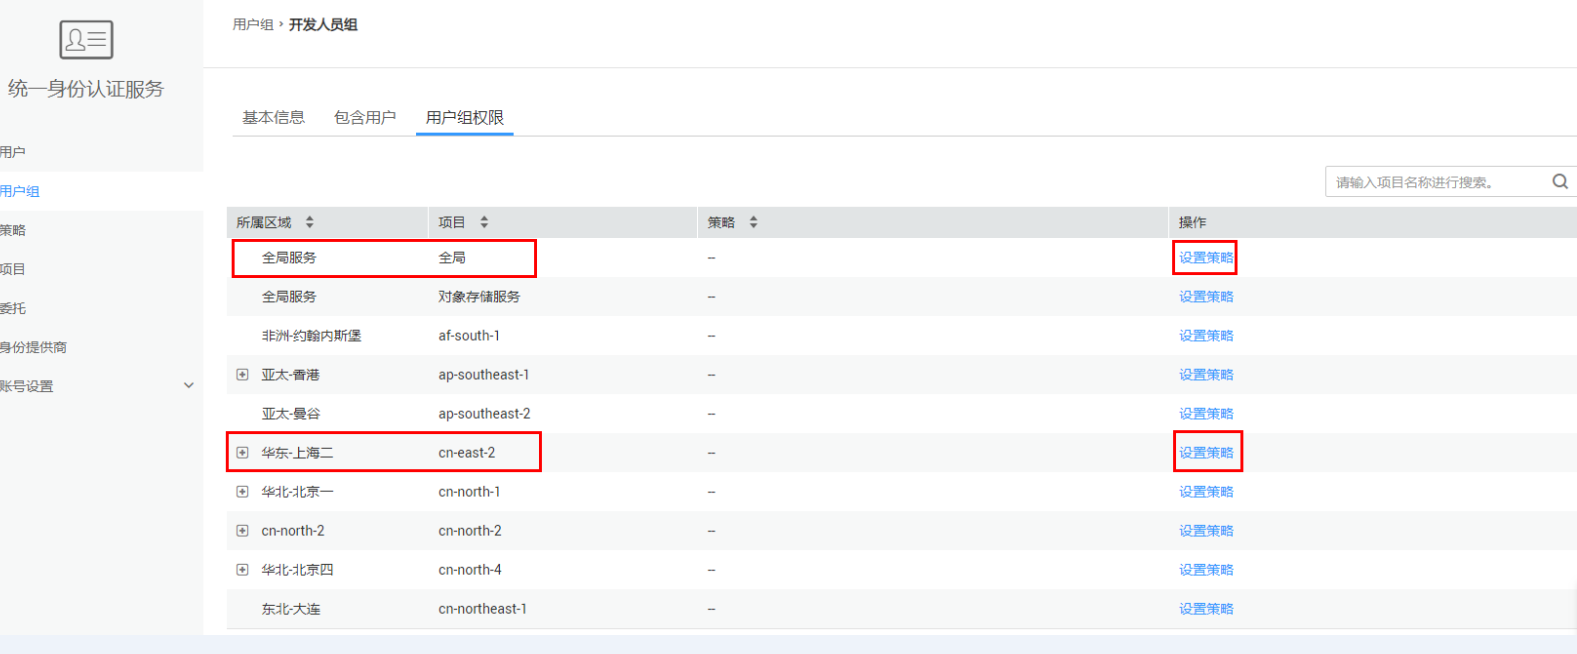 用户组 › 开发人员组
统一身份认证服务
基本信息 包含用户 用户组权限
用户
用户组
策略
项目
委托
身份提供商
账号设置
请输入项目名称进行搜索。
所属区域 项目 策略 操作
全局服务 全局 -- 设置策略
全局服务 对象存储服务 -- 设置策略
非洲-约翰内斯堡 af-south-1 -- 设置策略
亚太-香港 ap-southeast-1 -- 设置策略
亚太-曼谷 ap-southeast-2 -- 设置策略
华东-上海二 cn-east-2 -- 设置策略
华北-北京一 cn-north-1 -- 设置策略
cn-north-2 cn-north-2 -- 设置策略
华北-北京四 cn-north-4 -- 设置策略
东北-大连 cn-northeast-1 -- 设置策略